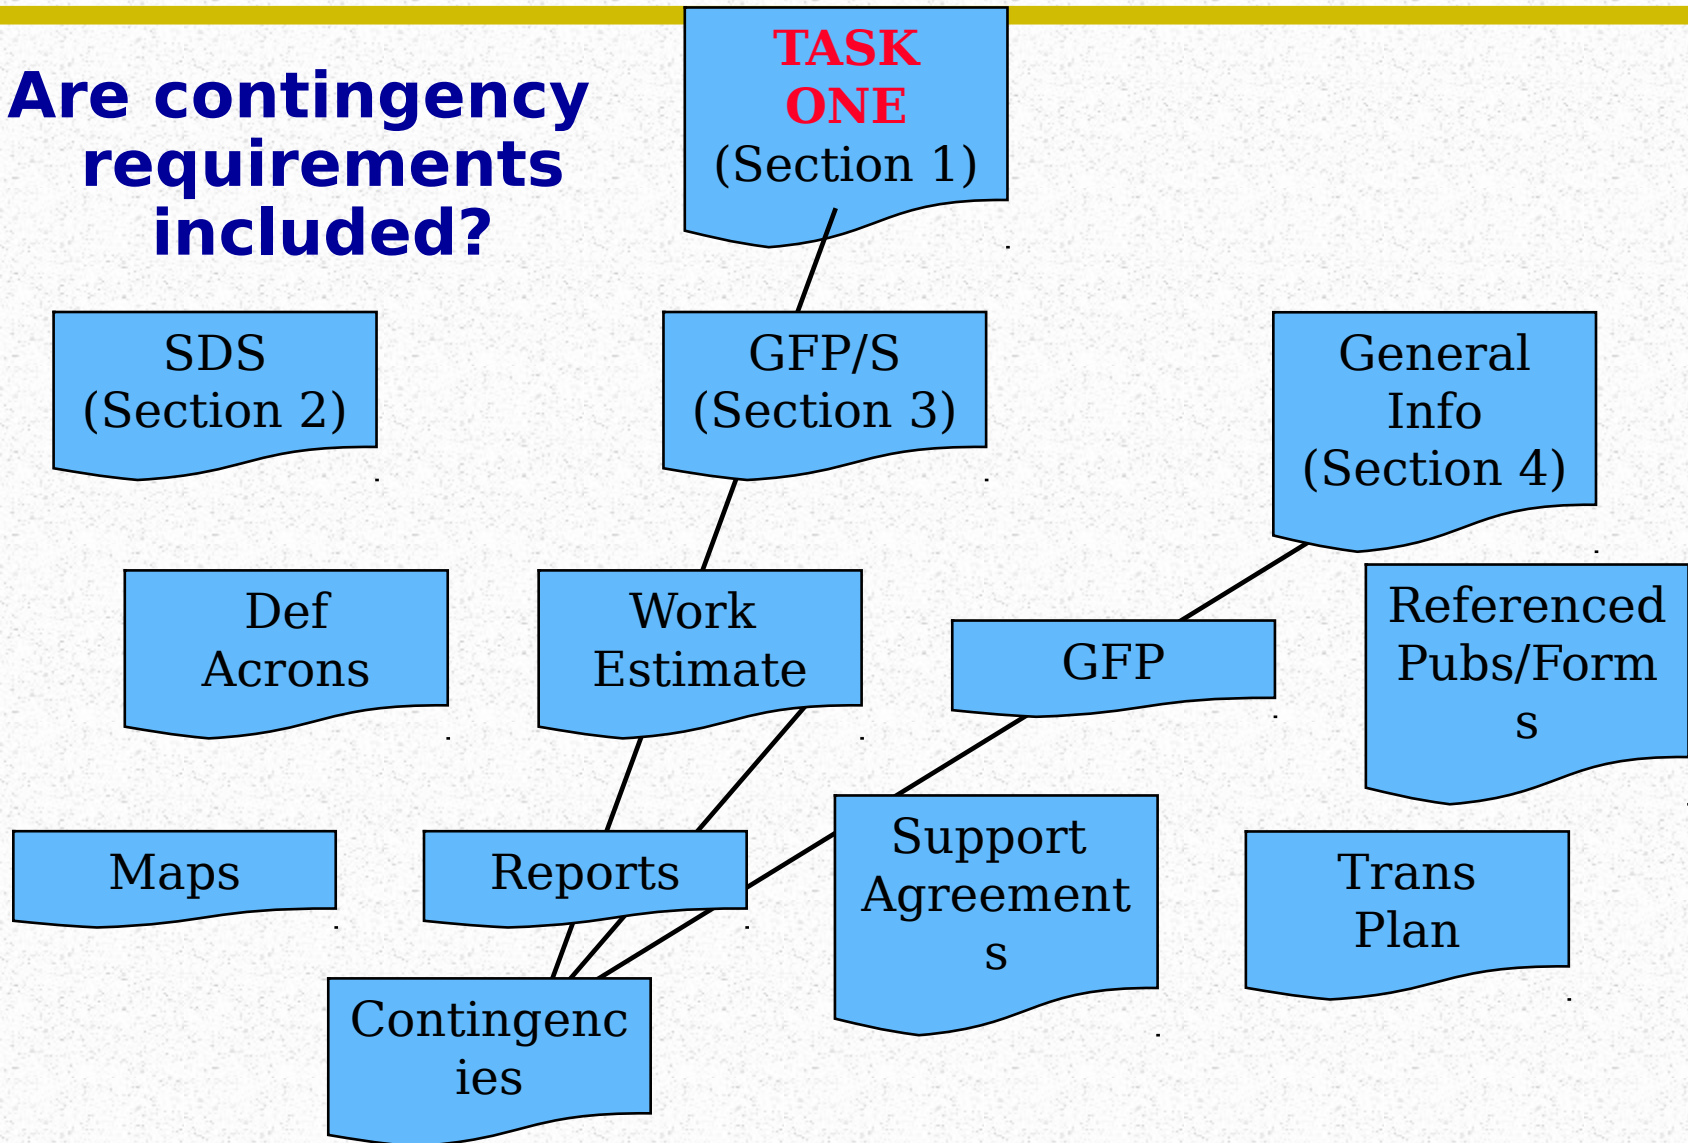 Are contingency
requirements
included?
TASK
ONE
(Section 1)
SDS
(Section 2)
GFP/S
(Section 3)
General
Info
(Section 4)
Def
Acrons
Work
Estimate
GFP
Referenced
Pubs/Form
s
Maps
Reports
Support
Agreement
s
Trans
Plan
Contingenc
ies